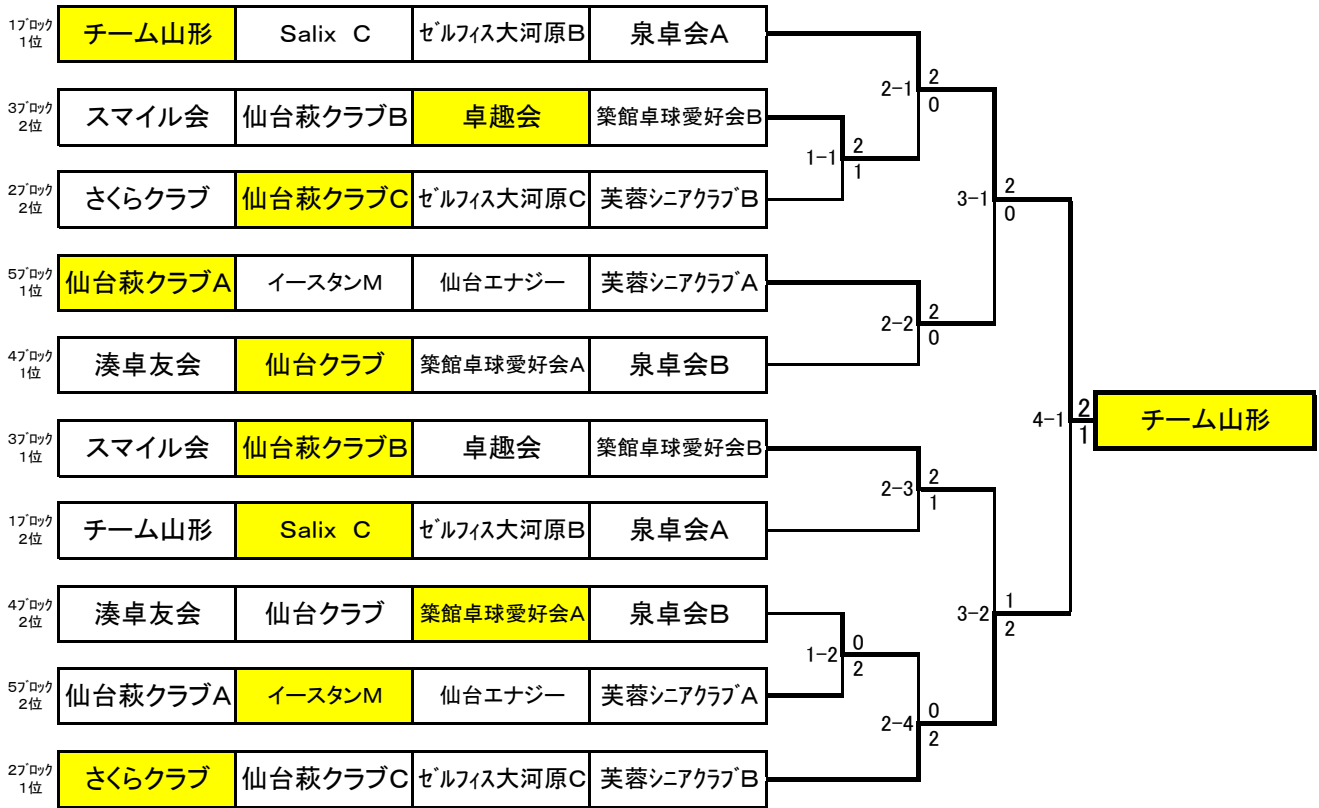 1ブロック
1位
チーム山形 Salix C ゼルフィス大河原B 泉卓会A
2-1 2
0
3ブロック
2位
スマイル会 仙台萩クラブB 卓趣会 築館卓球愛好会B
1-1 2
1
2ブロック
2位
さくらクラブ 仙台萩クラブC ゼルフィス大河原C 芙蓉シニアクラブB
3-1 2
0
5ブロック
1位
仙台萩クラブA イースタンM 仙台エナジー 芙蓉シニアクラブA
2-2 2
0
4ブロック
1位
湊卓友会 仙台クラブ 築館卓球愛好会A 泉卓会B
4-1 2
1
チーム山形
3ブロック
1位
スマイル会 仙台萩クラブB 卓趣会 築館卓球愛好会B
2-3 2
1
1ブロック
2位
チーム山形 Salix C ゼルフィス大河原B 泉卓会A
4ブロック
2位
湊卓友会 仙台クラブ 築館卓球愛好会A 泉卓会B
3-2 1
2
1-2 0
2
5ブロック
2位
仙台萩クラブA イースタンM 仙台エナジー 芙蓉シニアクラブA
2-4 0
2
2ブロック
1位
さくらクラブ 仙台萩クラブC ゼルフィス大河原C 芙蓉シニアクラブB